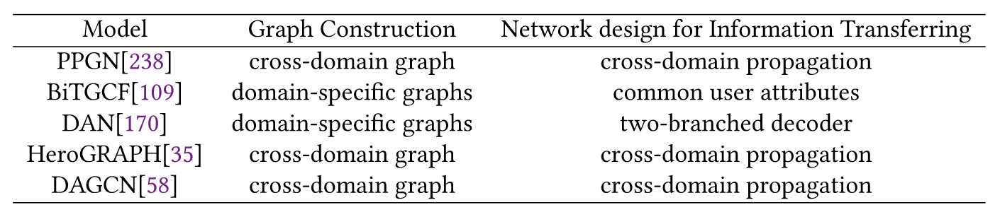 Model Graph Construction Network design for Information Transferring
PPGN[238] cross-domain graph cross-domain propagation
BiTGCF[109] domain-specific graphs common user attributes
DAN[170] domain-specific graphs two-branched decoder
HeroGRAPH[35] cross-domain graph cross-domain propagation
DAGCN[58] cross-domain graph cross-domain propagation